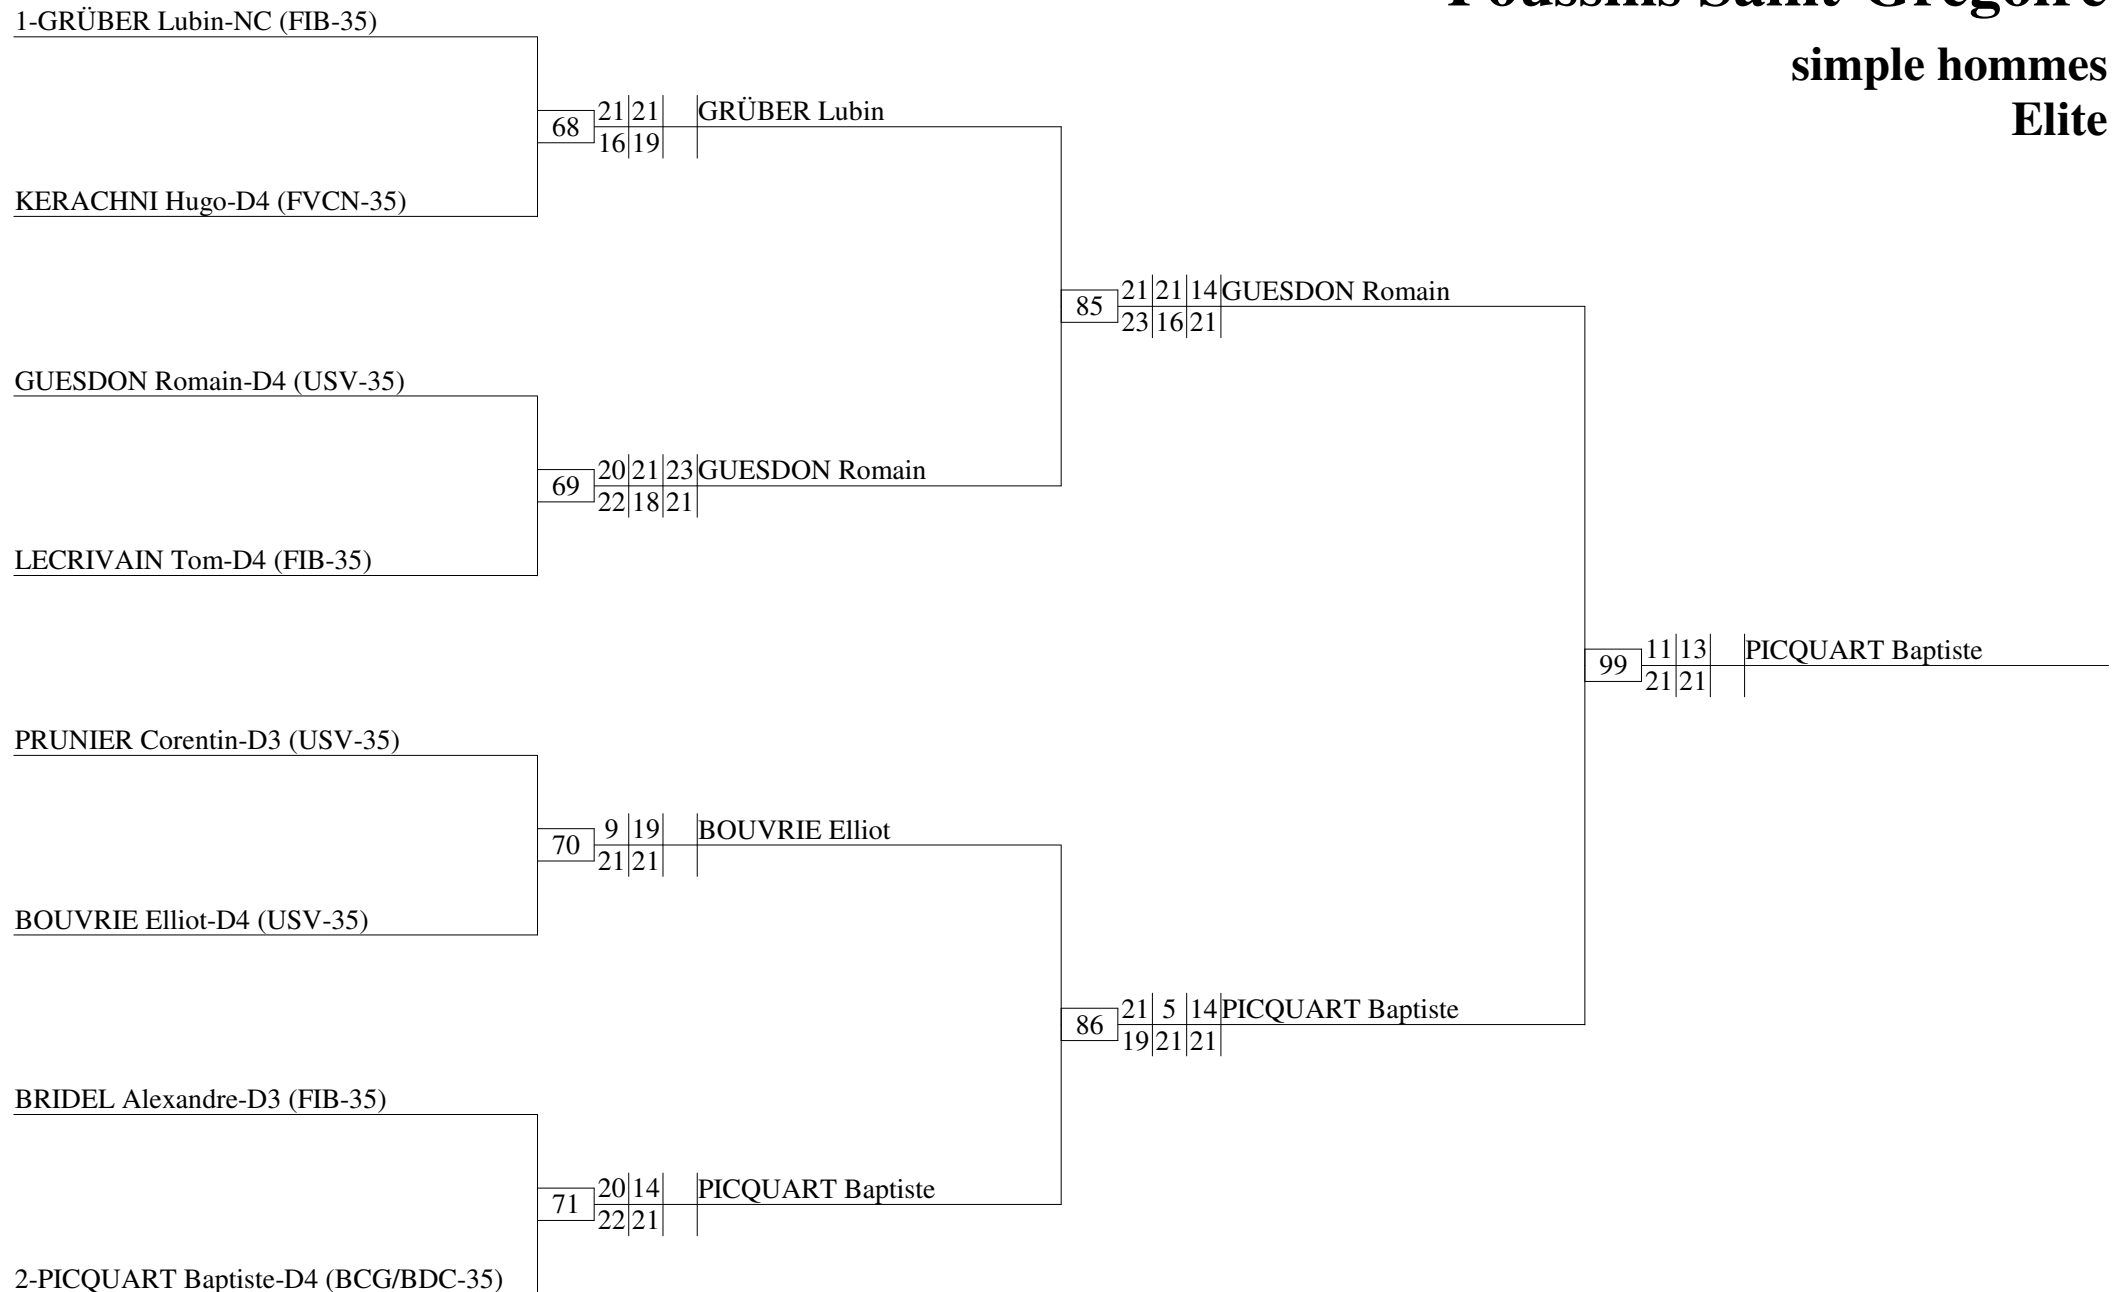 Poussins Saint-Grégoire
simple hommes
Elite
1-GRÜBER Lubin-NC (FIB-35)
68
21 21
16 19
GRÜBER Lubin
KERACHNI Hugo-D4 (FVCN-35)
85
21 21 14
23 16 21
GUESDON Romain
GUESDON Romain-D4 (USV-35)
69
20 21 23
22 18 21
GUESDON Romain
LECRIVAIN Tom-D4 (FIB-35)
99
11 13
21 21
PICQUART Baptiste
PRUNIER Corentin-D3 (USV-35)
70
9 19
21 21
BOUVRIE Elliot
BOUVRIE Elliot-D4 (USV-35)
86
21 5 14
19 21 21
PICQUART Baptiste
BRIDEL Alexandre-D3 (FIB-35)
71
20 14
22 21
PICQUART Baptiste
2-PICQUART Baptiste-D4 (BCG/BDC-35)